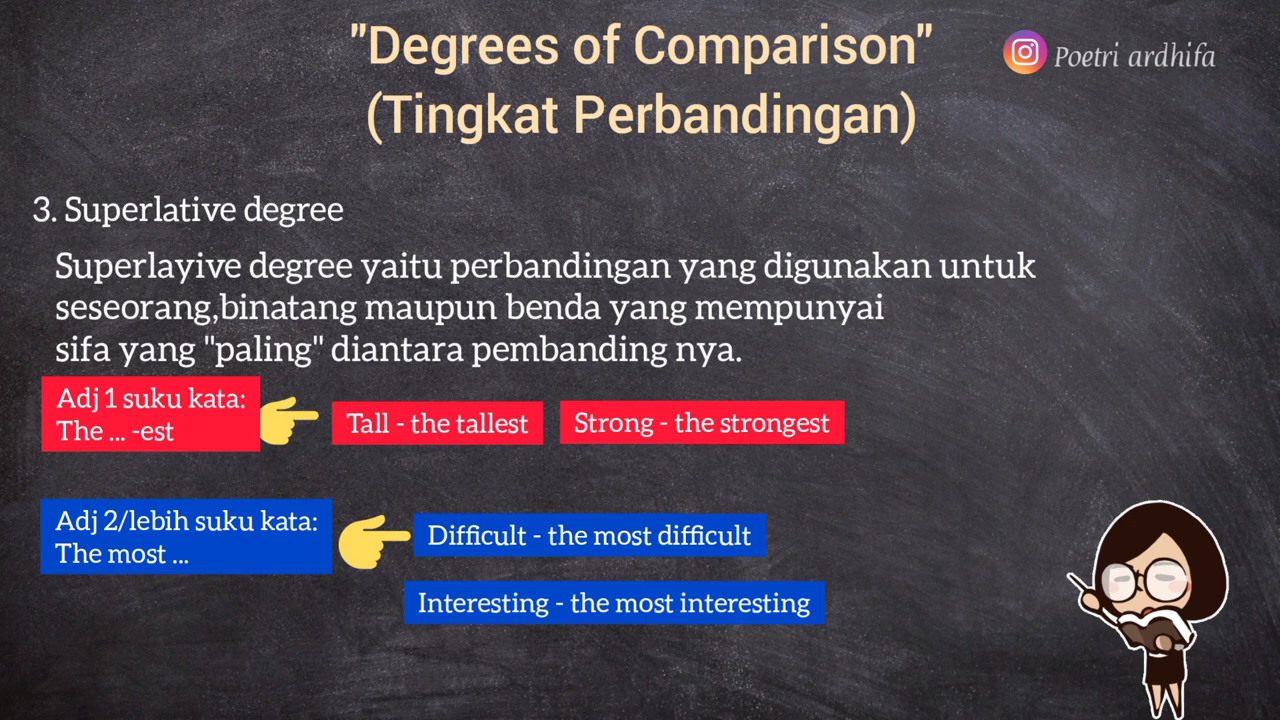 "Degrees of Comparison"
(Tingkat Perbandingan)
Poetri ardhifa
3. Superlative degree
Superlayive degree yaitu perbandingan yang digunakan untuk
seseorang,binatang maupun benda yang mempunyai
sifa yang "paling" diantara pembanding nya.
Adj 1 suku kata:
The ... -est
Tall - the tallest
Strong - the strongest
Adj 2/lebih suku kata:
The most ...
Difficult - the most difficult
Interesting - the most interesting